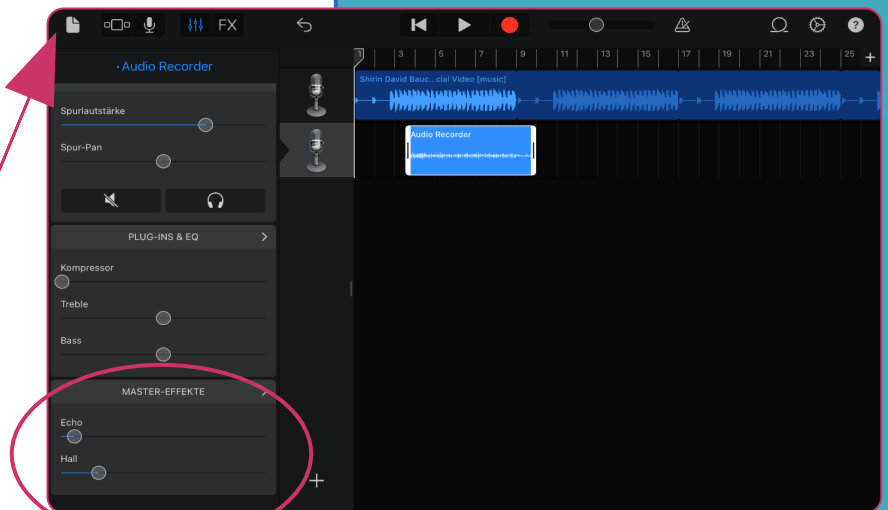 FX
?
• Audio Recorder
1 3 5 7 9 11 13 15 17 19 21 23 25 +
Shirin David Bauc...cial Video [music]
Spurlautstärke
Audio Recorder
Spur-Pan
PLUG-INS & EQ
Kompressor
Treble
Bass
MASTER-EFFEKTE
Echo
Hall
+